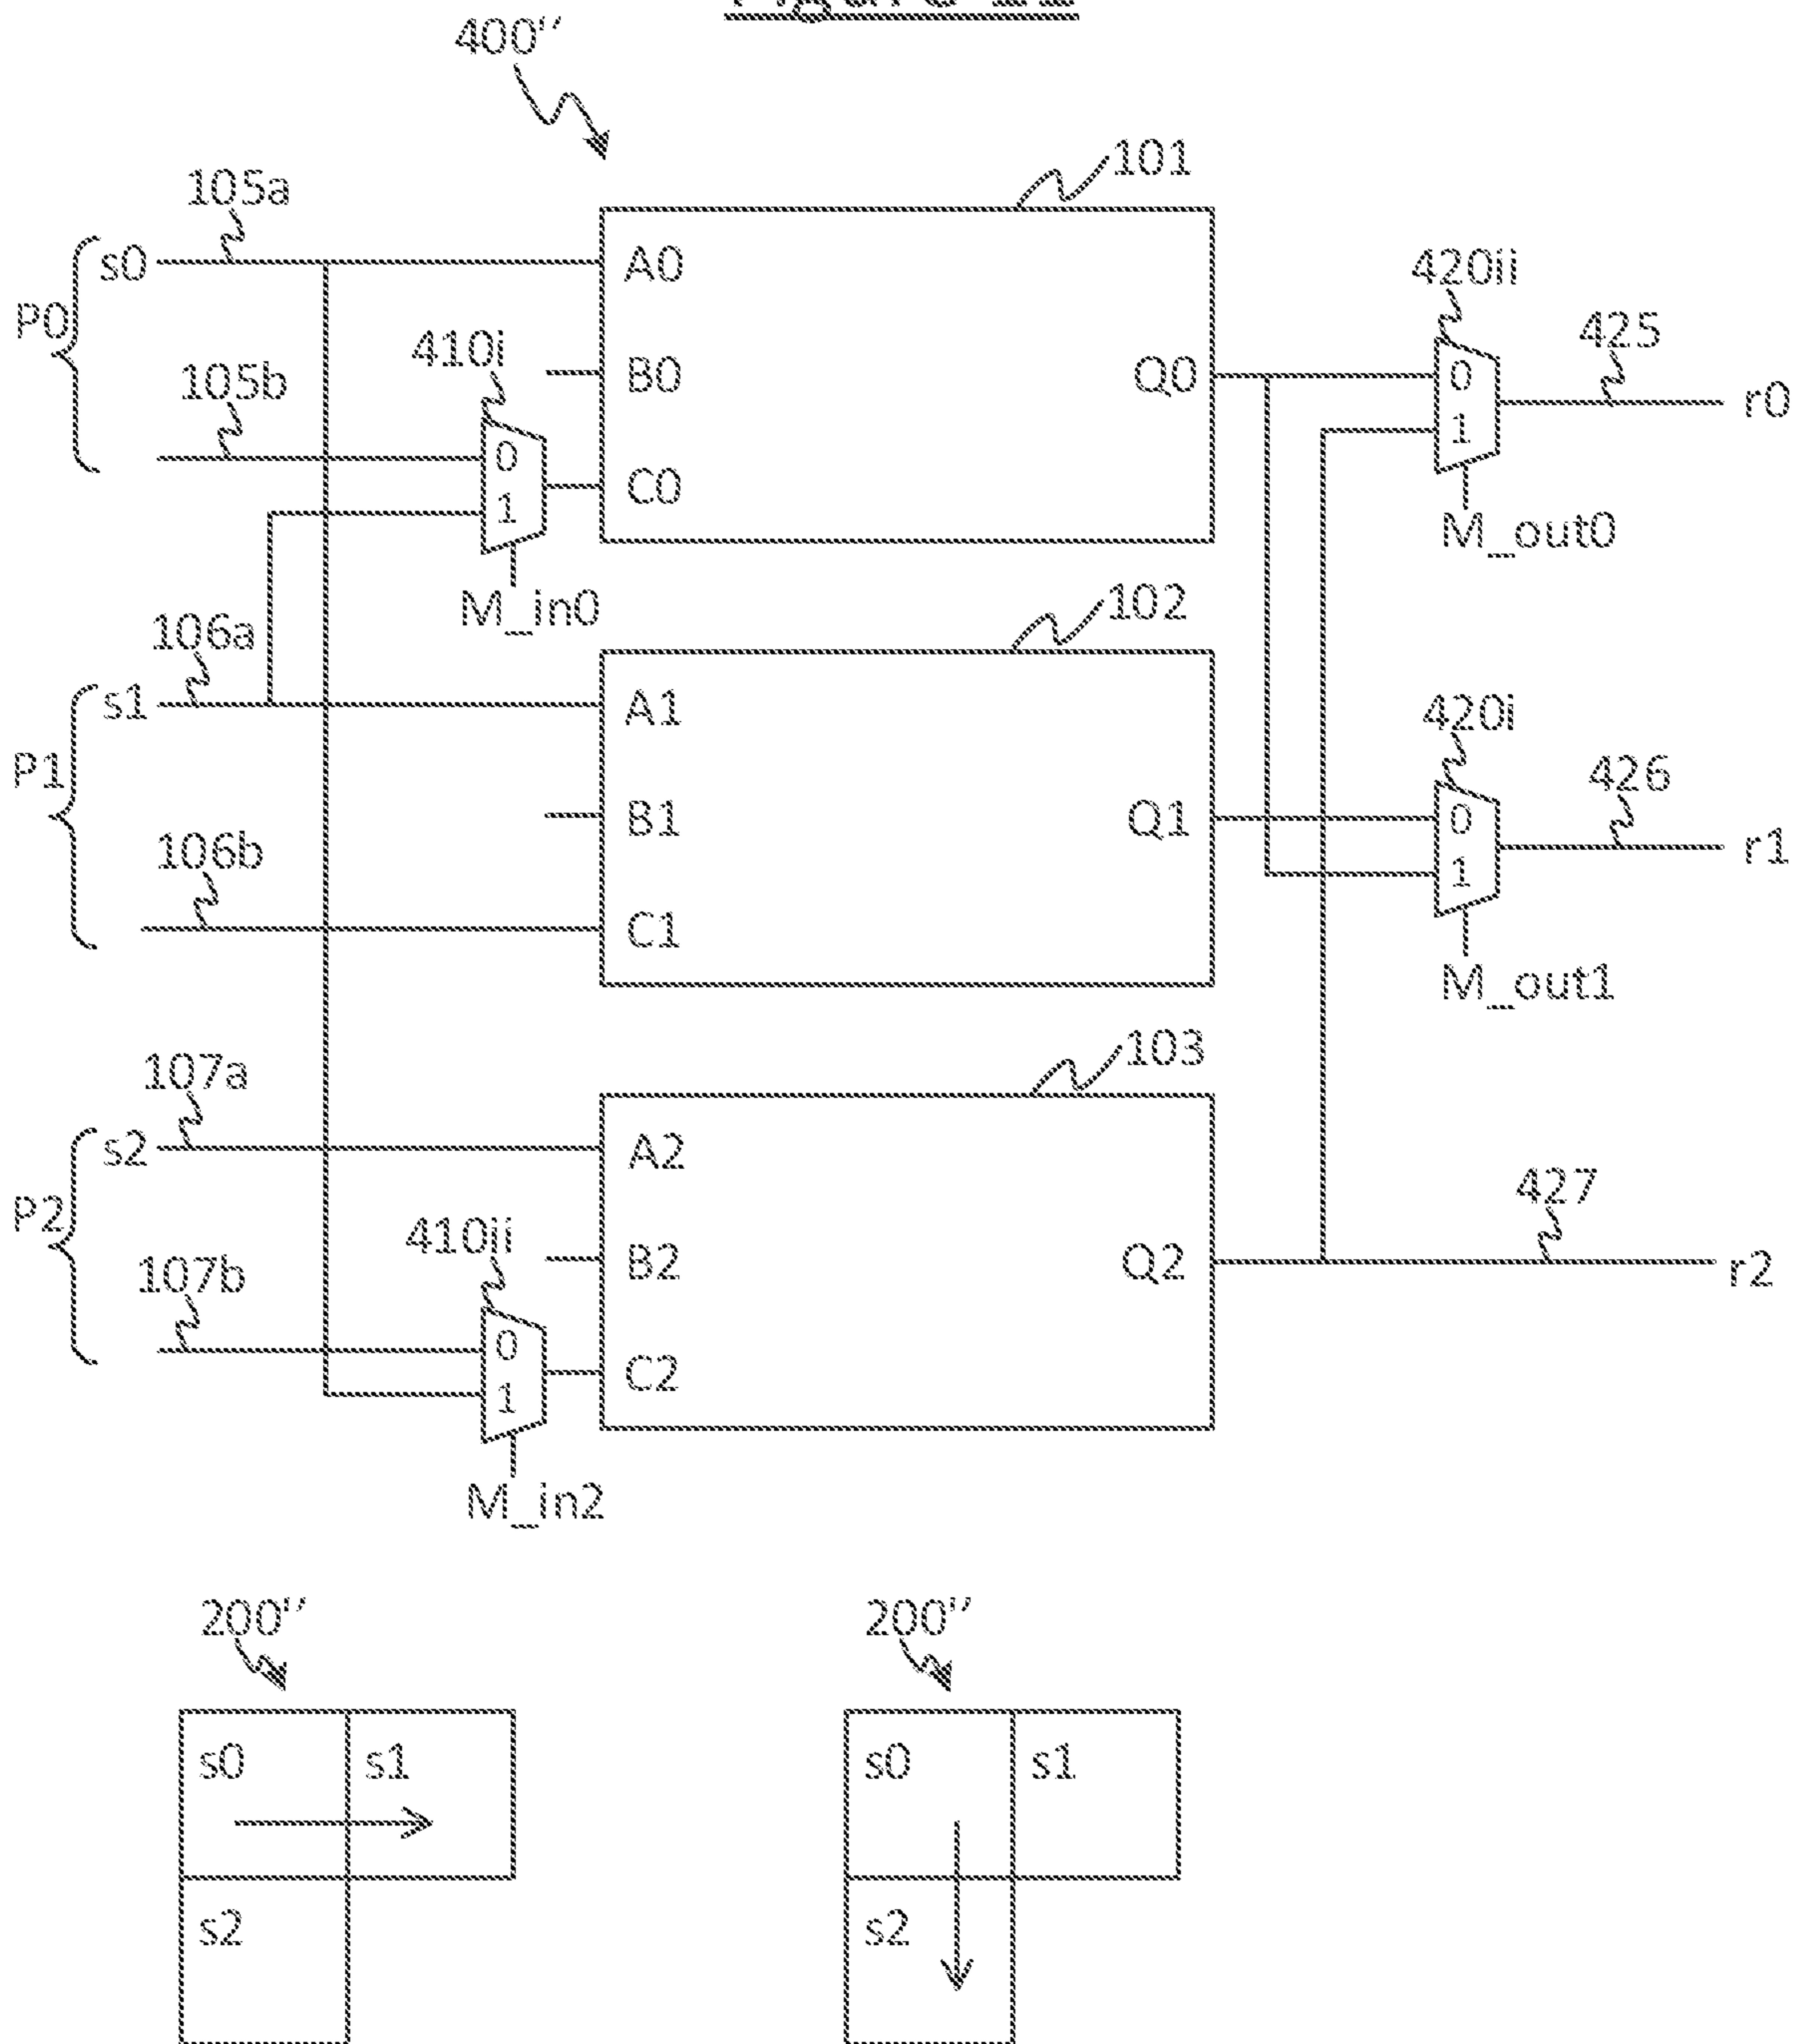 400''
101
105a
s0
A0
420ii
P0
410i
425
105b
B0
Q0
0
r0
0
1
C0
1
M_out0
M_in0
102
106a
s1
A1
420i
P1
426
B1
Q1
0
r1
106b
1
C1
M_out1
103
107a
s2
A2
P2
427
410ii
107b
B2
Q2
r2
0
C2
1
M_in2
200'' 200''
s0 s1 s0 s1
s2 s2